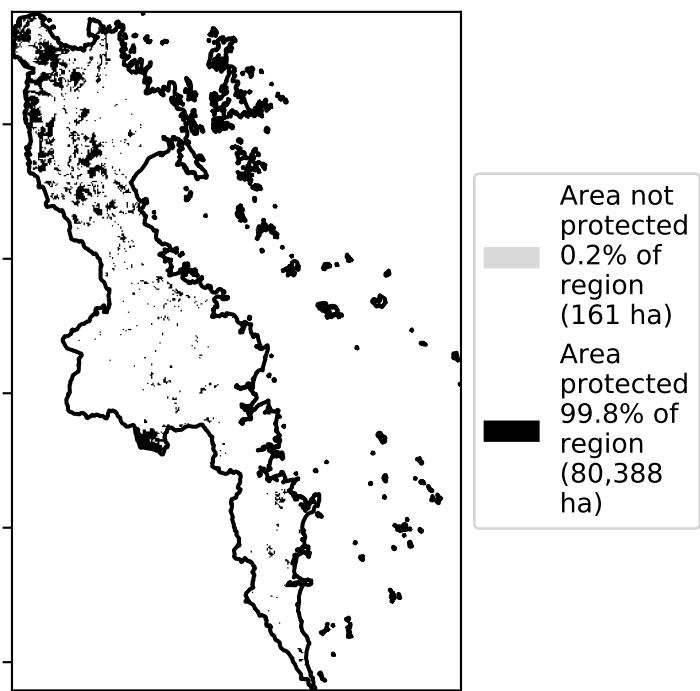 Area not
protected
0.2% of
region
(161 ha)
Area
protected
99.8% of
region
(80,388
ha)